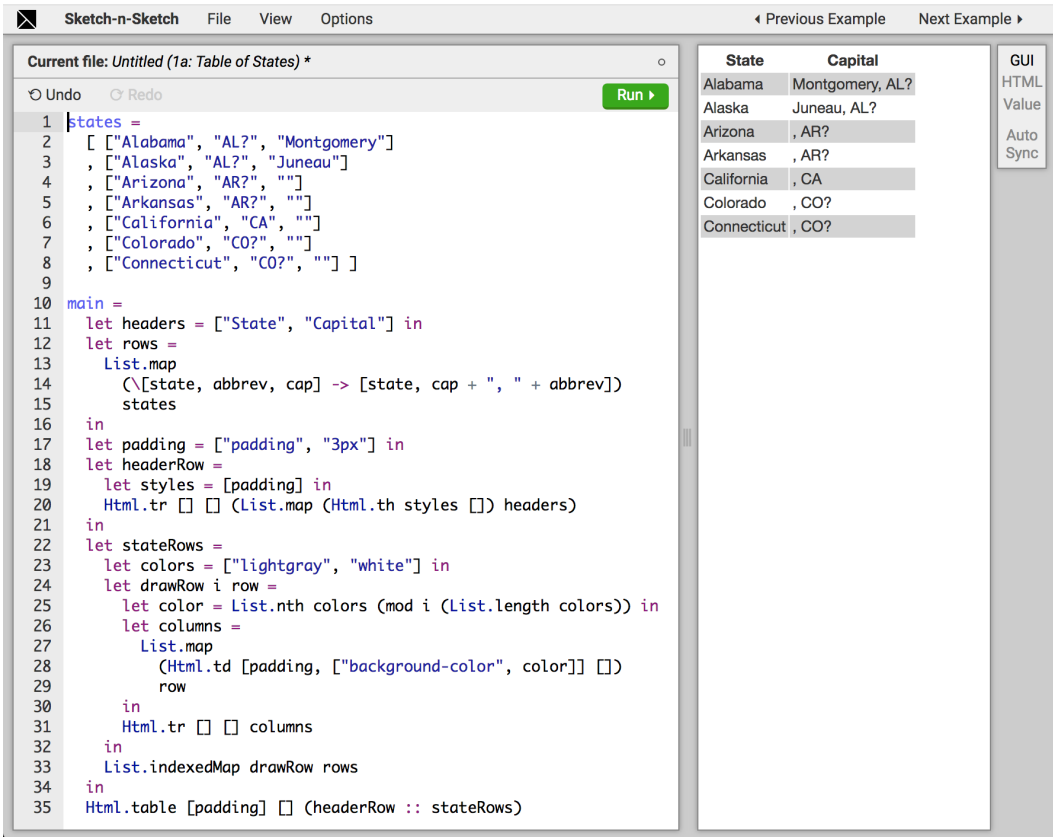 Sketch-n-Sketch File View Options Previous Example Next Example
Current file: Untitled (1a: Table of States) *
Undo Redo Run
1 states =
2   [ ["Alabama", "AL?", "Montgomery"]
3   , ["Alaska", "AL?", "Juneau"]
4   , ["Arizona", "AR?", ""]
5   , ["Arkansas", "AR?", ""]
6   , ["California", "CA", ""]
7   , ["Colorado", "CO?", ""]
8   , ["Connecticut", "CO?", ""] ]
9
10 main =
11   let headers = ["State", "Capital"] in
12   let rows =
13     List.map
14       (\[state, abbrev, cap] -> [state, cap + ", " + abbrev])
15       states
16   in
17   let padding = ["padding", "3px"] in
18   let headerRow =
19     let styles = [padding] in
20     Html.tr [] [] (List.map (Html.th styles []) headers)
21   in
22   let stateRows =
23     let colors = ["lightgray", "white"] in
24     let drawRow i row =
25       let color = List.nth colors (mod i (List.length colors)) in
26       let columns =
27         List.map
28           (Html.td [padding, ["background-color", color]] [])
29           row
30       in
31       Html.tr [] [] columns
32     in
33     List.indexedMap drawRow rows
34   in
35   Html.table [padding] [] (headerRow :: stateRows)
State Capital
Alabama Montgomery, AL?
Alaska Juneau, AL?
Arizona , AR?
Arkansas , AR?
California , CA
Colorado , CO?
Connecticut , CO?
GUI
HTML
Value
Auto
Sync